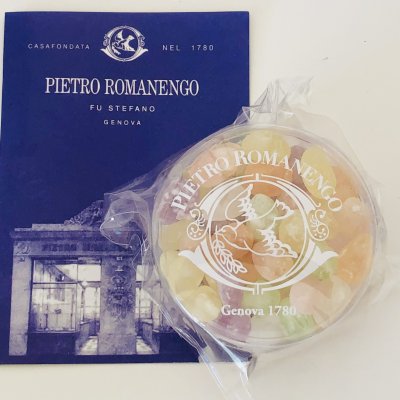 CASAFONDATA NEL 1780
PIETRO ROMANENGO
FU STEFANO
GENOVA
PIETRO ROMANENGO
Genova 1780